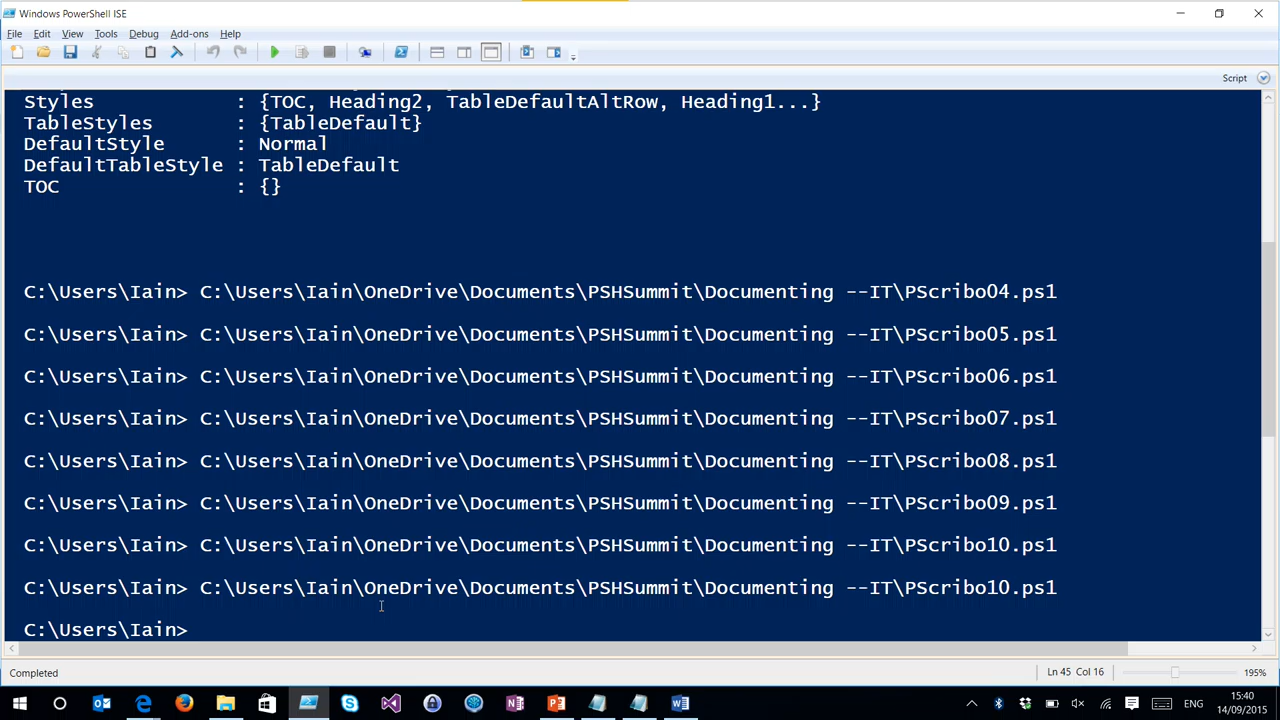 Windows PowerShell ISE
File Edit View Tools Debug Add-ons Help
Script
Styles : {TOC, Heading2, TableDefaultAltRow, Heading1...}
TableStyles : {TableDefault}
DefaultStyle : Normal
DefaultTableStyle : TableDefault
TOC : {}
C:\Users\Iain> C:\Users\Iain\OneDrive\Documents\PSHSummit\Documenting --IT\PScribo04.ps1
C:\Users\Iain> C:\Users\Iain\OneDrive\Documents\PSHSummit\Documenting --IT\PScribo05.ps1
C:\Users\Iain> C:\Users\Iain\OneDrive\Documents\PSHSummit\Documenting --IT\PScribo06.ps1
C:\Users\Iain> C:\Users\Iain\OneDrive\Documents\PSHSummit\Documenting --IT\PScribo07.ps1
C:\Users\Iain> C:\Users\Iain\OneDrive\Documents\PSHSummit\Documenting --IT\PScribo08.ps1
C:\Users\Iain> C:\Users\Iain\OneDrive\Documents\PSHSummit\Documenting --IT\PScribo09.ps1
C:\Users\Iain> C:\Users\Iain\OneDrive\Documents\PSHSummit\Documenting --IT\PScribo10.ps1
C:\Users\Iain> C:\Users\Iain\OneDrive\Documents\PSHSummit\Documenting --IT\PScribo10.ps1
C:\Users\Iain>
Completed Ln 45 Col 16 195%
ENG 15:40
14/09/2015